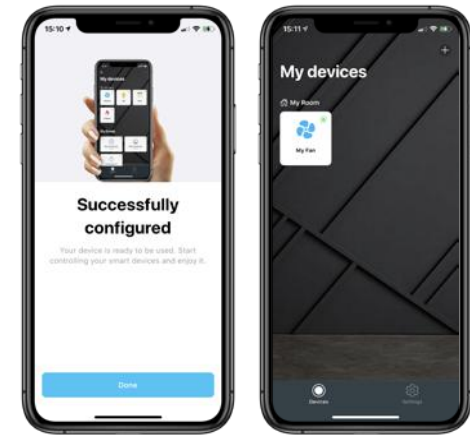 15:10
Successfully
configured
Your device is ready to be used. Start
controlling your smart devices and enjoy it.
Done
15:11
My devices
My Room
My Fan
Devices
Settings